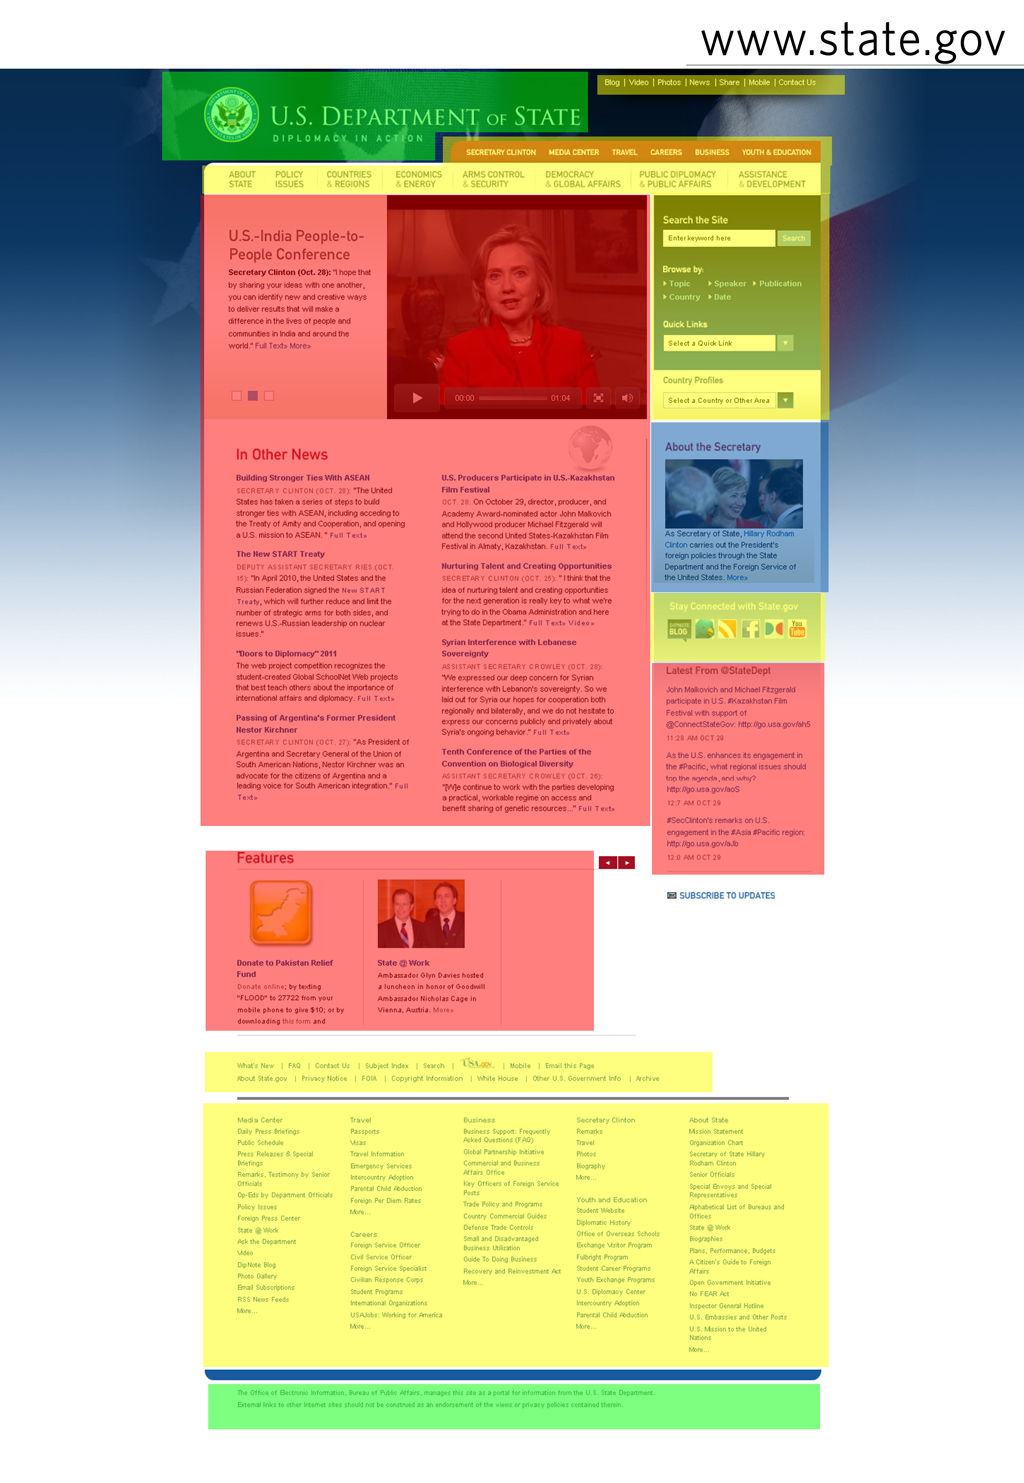 www.state.gov
Blog | Video | Photos | News | Share | Mobile | Contact Us
U.S. DEPARTMENT OF STATE
DIPLOMACY IN ACTION
SECRETARY CLINTON MEDIA CENTER TRAVEL CAREERS BUSINESS YOUTH & EDUCATION
ABOUT STATE
POLICY ISSUES
COUNTRIES & REGIONS
ECONOMICS & ENERGY
ARMS CONTROL & SECURITY
DEMOCRACY & GLOBAL AFFAIRS
PUBLIC DIPLOMACY & PUBLIC AFFAIRS
ASSISTANCE & DEVELOPMENT
U.S.-India People-to-
People Conference
Secretary Clinton (Oct. 28): "I hope that
by sharing your ideas with one another,
you can identify new and creative ways
to deliver results that will make a
difference in the lives of people and
communities in India and around the
world." Full Text» More»
00:00 01:04
Search the Site
Enter keyword here Search
Browse by:
Topic Speaker Publication
Country Date
Quick Links
Select a Quick Link
Country Profiles
Select a Country or Other Area
In Other News
Building Stronger Ties With ASEAN
SECRETARY CLINTON (OCT. 28): "The United
States has taken a series of steps to build
stronger ties with ASEAN, including acceding to
the Treaty of Amity and Cooperation, and opening
a U.S. mission to ASEAN. " Full Text»
The New START Treaty
DEPUTY ASSISTANT SECRETARY RIES (OCT.
15): "In April 2010, the United States and the
Russian Federation signed the New START
Treaty, which will further reduce and limit the
number of strategic arms for both sides, and
renews U.S.-Russian leadership on nuclear
issues."
"Doors to Diplomacy" 2011
The web project competition recognizes the
student-created Global SchoolNet Web projects
that best teach others about the importance of
international affairs and diplomacy. Full Text»
Passing of Argentina's Former President
Nestor Kirchner
SECRETARY CLINTON (OCT. 27): "As President of
Argentina and Secretary General of the Union of
South American Nations, Nestor Kirchner was an
advocate for the citizens of Argentina and a
leading voice for South American integration." Full
Text»
U.S. Producers Participate in U.S.-Kazakhstan
Film Festival
OCT. 28: On October 29, director, producer, and
Academy Award-nominated actor John Malkovich
and Hollywood producer Michael Fitzgerald will
attend the second United States-Kazakhstan Film
Festival in Almaty, Kazakhstan. Full Text»
Nurturing Talent and Creating Opportunities
SECRETARY CLINTON (OCT. 25): " I think that the
idea of nurturing talent and creating opportunities
for the next generation is really key to what we're
trying to do in the Obama Administration and here
at the State Department." Full Text» Video»
Syrian Interference with Lebanese
Sovereignty
ASSISTANT SECRETARY CROWLEY (OCT. 28):
"We expressed our deep concern for Syrian
interference with Lebanon's sovereignty. So we
laid out for Syria our hopes for cooperation both
regionally and bilaterally, and we do not hesitate to
express our concerns publicly and privately about
Syria's ongoing behavior." Full Text»
Tenth Conference of the Parties of the
Convention on Biological Diversity
ASSISTANT SECRETARY CROWLEY (OCT. 26):
"[W]e continue to work with the parties developing
a practical, workable regime on access and
benefit sharing of genetic resources..." Full Text»
About the Secretary
As Secretary of State, Hillary Rodham
Clinton carries out the President's
foreign policies through the State
Department and the Foreign Service of
the United States. More»
Stay Connected with State.gov
DIPNOTE BLOG
You Tube
Latest From @StateDept
John Malkovich and Michael Fitzgerald
participate in U.S. #Kazakhstan Film
Festival with support of
@ConnectStateGov: http://go.usa.gov/ah5
11:28 AM OCT 29
As the U.S. enhances its engagement in
the #Pacific, what regional issues should
top the agenda, and why?
http://go.usa.gov/aoS
12:7 AM OCT 29
#SecClinton's remarks on U.S.
engagement in the #Asia #Pacific region:
http://go.usa.gov/aJb
12:0 AM OCT 29
SUBSCRIBE TO UPDATES
Features
Donate to Pakistan Relief
Fund
Donate online; by texting
"FLOOD" to 27722 from your
mobile phone to give $10; or by
downloading this form and
State @ Work
Ambassador Glyn Davies hosted
a luncheon in honor of Goodwill
Ambassador Nicholas Cage in
Vienna, Austria. More»
What's New | FAQ | Contact Us | Subject Index | Search | USA.gov | Mobile | Email this Page
About State.gov | Privacy Notice | FOIA | Copyright Information | White House | Other U.S. Government Info | Archive
Media Center
Daily Press Briefings
Public Schedule
Press Releases & Special
Briefings
Remarks, Testimony by Senior
Officials
Op-Eds by Department Officials
Policy Issues
Foreign Press Center
State @ Work
Ask the Department
Video
DipNote Blog
Photo Gallery
Email Subscriptions
RSS News Feeds
More...
Travel
Passports
Visas
Travel Information
Emergency Services
Intercountry Adoption
Parental Child Abduction
Foreign Per Diem Rates
More...
Careers
Foreign Service Officer
Civil Service Officer
Foreign Service Specialist
Civilian Response Corps
Student Programs
International Organizations
USAJobs: Working for America
More...
Business
Business Support: Frequently
Asked Questions (FAQ)
Global Partnership Initiative
Commercial and Business
Affairs Office
Key Officers of Foreign Service
Posts
Trade Policy and Programs
Country Commercial Guides
Defense Trade Controls
Small and Disadvantaged
Business Utilization
Guide To Doing Business
Recovery and Reinvestment Act
More...
Secretary Clinton
Remarks
Travel
Photos
Biography
More...
Youth and Education
Student Website
Diplomatic History
Office of Overseas Schools
Exchange Visitor Program
Fulbright Program
Student Career Programs
Youth Exchange Programs
U.S. Diplomacy Center
Intercountry Adoption
Parental Child Abduction
More...
About State
Mission Statement
Organization Chart
Secretary of State Hillary
Rodham Clinton
Senior Officials
Special Envoys and Special
Representatives
Alphabetical List of Bureaus and
Offices
State @ Work
Biographies
Plans, Performance, Budgets
A Citizen's Guide to Foreign
Affairs
Open Government Initiative
No FEAR Act
Inspector General Hotline
U.S. Embassies and Other Posts
U.S. Mission to the United
Nations
More...
The Office of Electronic Information, Bureau of Public Affairs, manages this site as a portal for information from the U.S. State Department.
External links to other Internet sites should not be construed as an endorsement of the views or privacy policies contained therein.